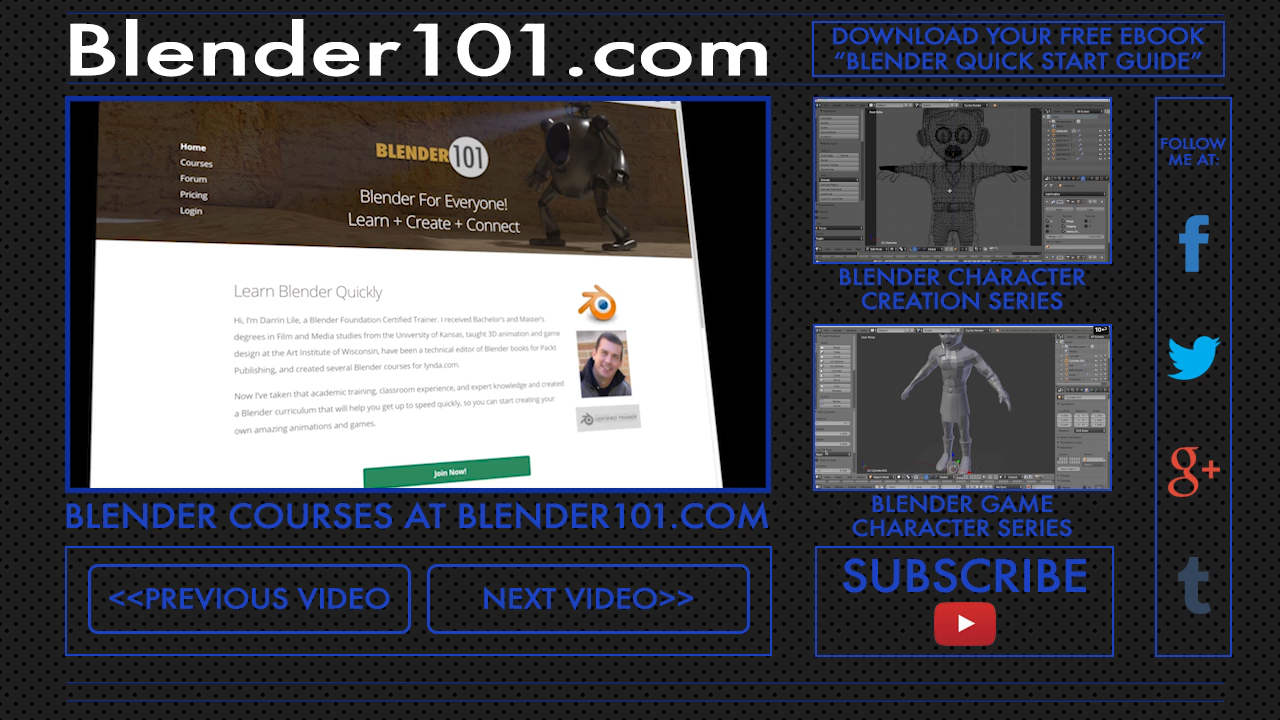 Blender101.com
DOWNLOAD YOUR FREE EBOOK
“BLENDER QUICK START GUIDE”
Home
Courses
Forum
Pricing
Login
BLENDER 101
Blender For Everyone!
Learn + Create + Connect
Learn Blender Quickly
Hi, I'm Darrin Lile, a Blender Foundation Certified Trainer. I received Bachelor's and Master's
degrees in Film and Media studies from the University of Kansas, taught 3D animation and game
design at the Art Institute of Wisconsin, have been a technical editor of Blender books for Packt
Publishing, and created several Blender courses for lynda.com.
Now I've taken that academic training, classroom experience, and expert knowledge and created
a Blender curriculum that will help you get up to speed quickly, so you can start creating your
own amazing animations and games.
CERTIFIED TRAINER
Join Now!
BLENDER COURSES AT BLENDER101.COM
<<PREVIOUS VIDEO
NEXT VIDEO>>
BLENDER CHARACTER
CREATION SERIES
BLENDER GAME
CHARACTER SERIES
SUBSCRIBE
FOLLOW
ME AT:
f
g+
t